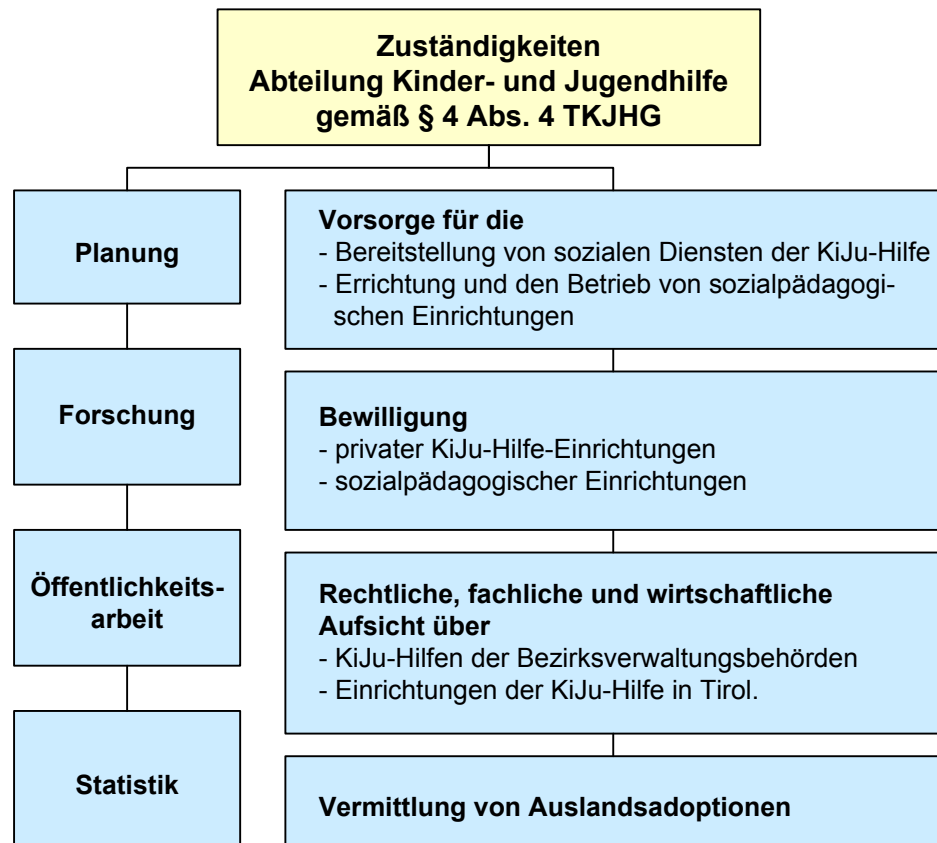 Zuständigkeiten
Abteilung Kinder- und Jugendhilfe
gemäß § 4 Abs. 4 TKJHG
Planung
Forschung
Öffentlichkeits-
arbeit
Statistik
Vorsorge für die
- Bereitstellung von sozialen Diensten der KiJu-Hilfe
- Errichtung und den Betrieb von sozialpädagogi-
schen Einrichtungen
Bewilligung
- privater KiJu-Hilfe-Einrichtungen
- sozialpädagogischer Einrichtungen
Rechtliche, fachliche und wirtschaftliche
Aufsicht über
- KiJu-Hilfen der Bezirksverwaltungsbehörden
- Einrichtungen der KiJu-Hilfe in Tirol.
Vermittlung von Auslandsadoptionen